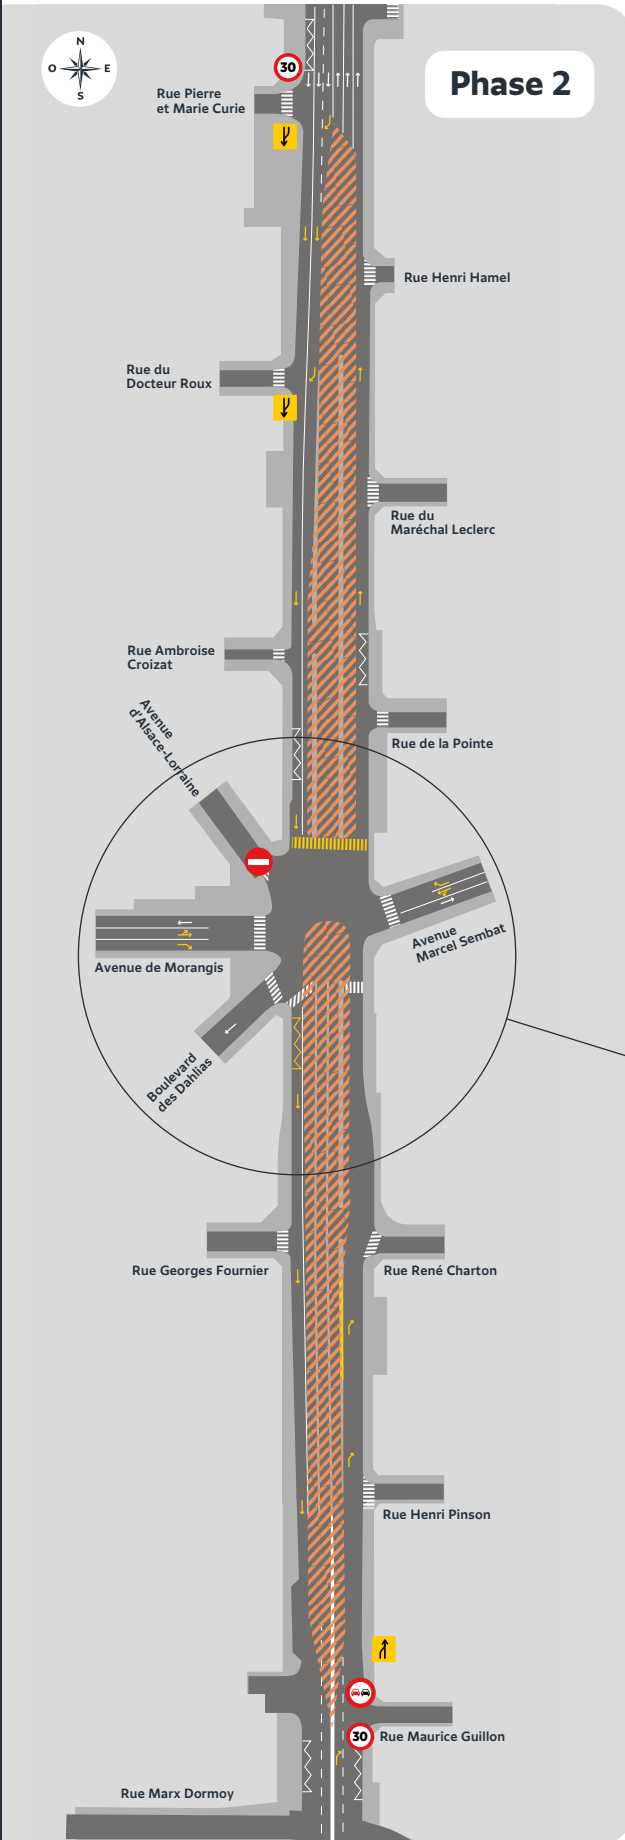 N
O
E
S
30
Phase 2
Rue Pierre
et Marie Curie
Rue Henri Hamel
Rue du
Docteur Roux
Rue du
Maréchal Leclerc
Rue Ambroise
Croizat
Avenue
d'Alsace-Lorraine
Rue de la Pointe
Avenue
Marcel Sembat
Avenue de Morangis
Boulevard
des Dahlias
Rue Georges Fournier
Rue René Charton
Rue Henri Pinson
30
Rue Maurice Guillon
Rue Marx Dormoy